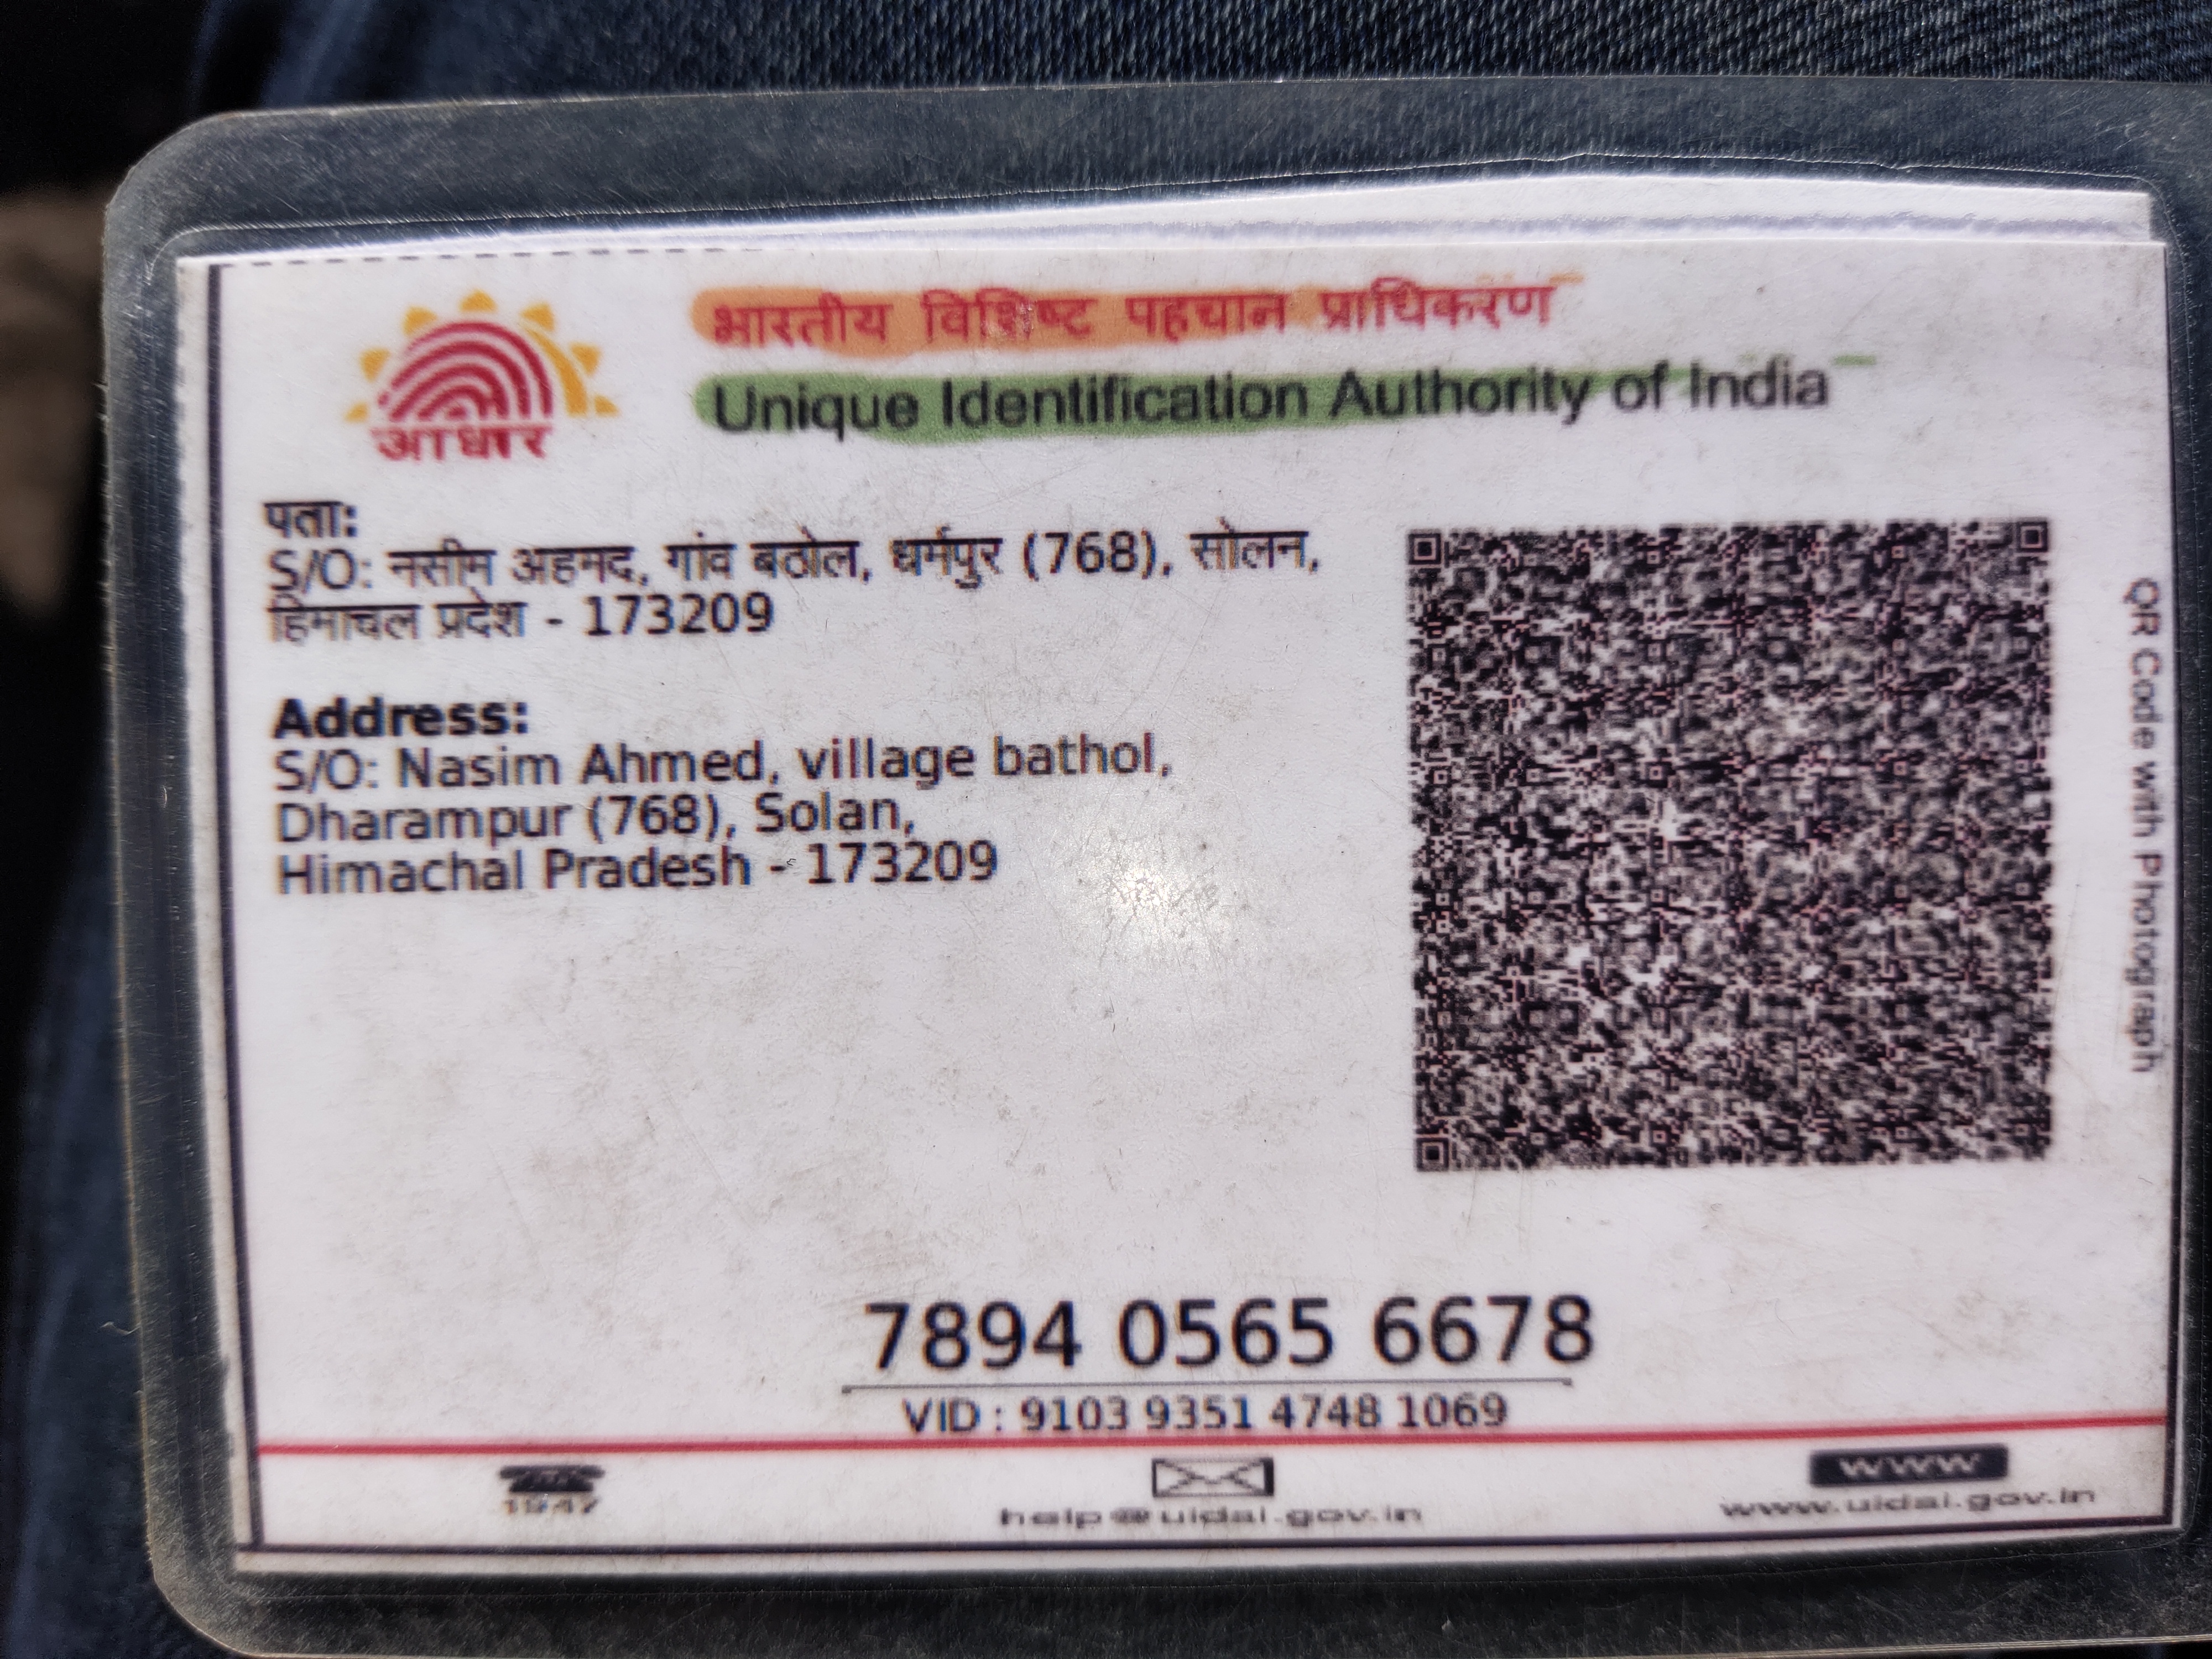 भारतीय विशिष्ट पहचान प्राधिकरण
Unique Identification Authority of India
आधार
पता:
S/O: नसीम अहमद, गांव बठोल, धर्मपुर (768), सोलन,
हिमाचल प्रदेश - 173209
Address:
S/O: Nasim Ahmed, village bathol,
Dharampur (768), Solan,
Himachal Pradesh - 173209
QR Code with Photograph
7894 0565 6678
VID : 9103 9351 4748 1069
1947
help@uidai.gov.in
www
www.uidai.gov.in